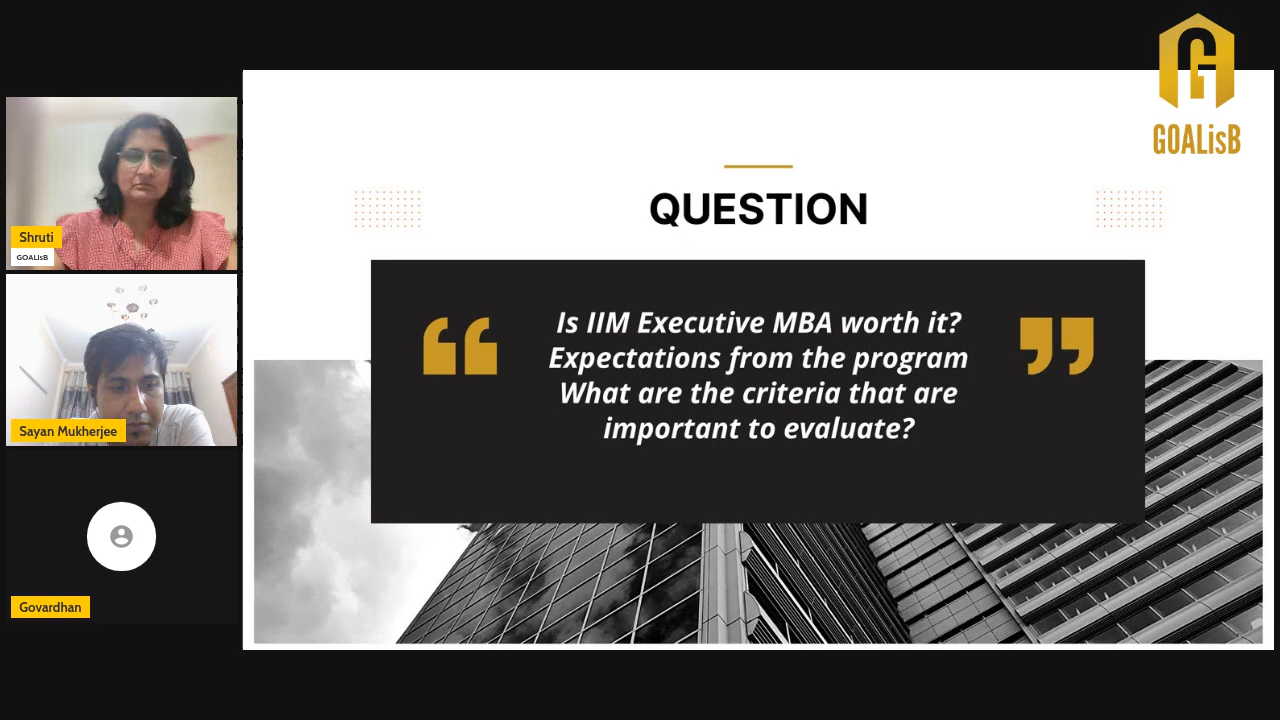 GOALisB
Shruti
GOALisB
Sayan Mukherjee
Govardhan
QUESTION
“ Is IIM Executive MBA worth it? ”
Expectations from the program
What are the criteria that are
important to evaluate?